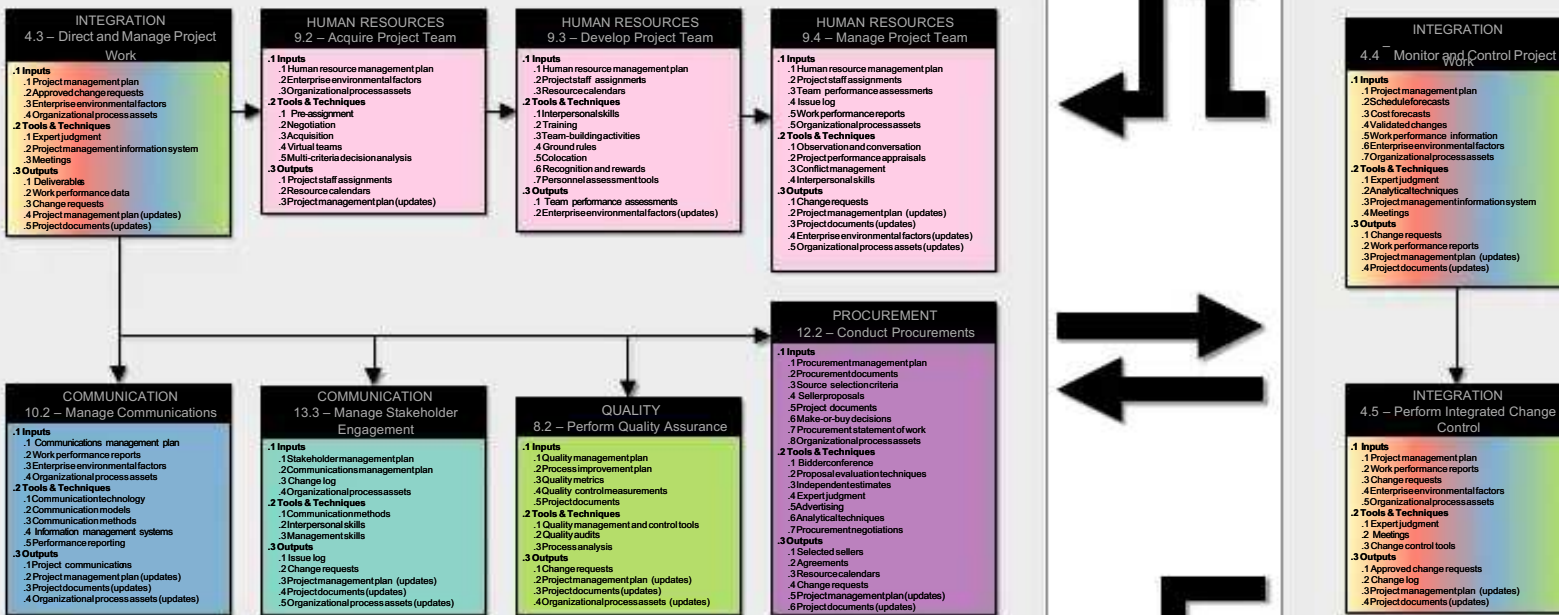 INTEGRATION
4.3 – Direct and Manage Project
Work
.1 Inputs
.1 Project management plan
.2 Approved change requests
.3 Enterprise environmental factors
.4 Organizational process assets
.2 Tools & Techniques
.1 Expert judgment
.2 Project management information system
.3 Meetings
.3 Outputs
.1 Deliverables
.2 Work performance data
.3 Change requests
.4 Project management plan (updates)
.5 Project documents (updates)
HUMAN RESOURCES
9.2 – Acquire Project Team
.1 Inputs
.1 Human resource management plan
.2 Enterprise environmental factors
.3 Organizational process assets
.2 Tools & Techniques
.1 Pre-assignment
.2 Negotiation
.3 Acquisition
.4 Virtual teams
.5 Multi-criteria decision analysis
.3 Outputs
.1 Project staff assignments
.2 Resource calendars
.3 Project management plan (updates)
HUMAN RESOURCES
9.3 – Develop Project Team
.1 Inputs
.1 Human resource management plan
.2 Project staff assignments
.3 Resource calendars
.2 Tools & Techniques
.1 Interpersonal skills
.2 Training
.3 Team-building activities
.4 Ground rules
.5 Colocation
.6 Recognition and rewards
.7 Personnel assessment tools
.3 Outputs
.1 Team performance assessments
.2 Enterprise environmental factors (updates)
HUMAN RESOURCES
9.4 – Manage Project Team
.1 Inputs
.1 Human resource management plan
.2 Project staff assignments
.3 Team performance assessments
.4 Issue log
.5 Work performance reports
.5 Organizational process assets
.2 Tools & Techniques
.1 Observation and conversation
.2 Project performance appraisals
.3 Conflict management
.4 Interpersonal skills
.3 Outputs
.1 Change requests
.2 Project management plan (updates)
.3 Project documents (updates)
.4 Enterprise environmental factors (updates)
.5 Organizational process assets (updates)
INTEGRATION
4.4 – Monitor and Control Project
Work
.1 Inputs
.1 Project management plan
.2 Schedule forecasts
.3 Cost forecasts
.4 Validated changes
.5 Work performance information
.6 Enterprise environmental factors
.7 Organizational process assets
.2 Tools & Techniques
.1 Expert judgment
.2 Analytical techniques
.3 Project management information system
.4 Meetings
.3 Outputs
.1 Change requests
.2 Work performance reports
.3 Project management plan (updates)
.4 Project documents (updates)
COMMUNICATION
10.2 – Manage Communications
.1 Inputs
.1 Communications management plan
.2 Work performance reports
.3 Enterprise environmental factors
.4 Organizational process assets
.2 Tools & Techniques
.1 Communication technology
.2 Communication models
.3 Communication methods
.4 Information management systems
.5 Performance reporting
.3 Outputs
.1 Project communications
.2 Project management plan (updates)
.3 Project documents (updates)
.4 Organizational process assets (updates)
COMMUNICATION
13.3 – Manage Stakeholder
Engagement
.1 Inputs
.1 Stakeholder management plan
.2 Communications management plan
.3 Change log
.4 Organizational process assets
.2 Tools & Techniques
.1 Communication methods
.2 Interpersonal skills
.3 Management skills
.3 Outputs
.1 Issue log
.2 Change requests
.3 Project management plan (updates)
.4 Project documents (updates)
.5 Organizational process assets (updates)
QUALITY
8.2 – Perform Quality Assurance
.1 Inputs
.1 Quality management plan
.2 Process improvement plan
.3 Quality metrics
.4 Quality control measurements
.5 Project documents
.2 Tools & Techniques
.1 Quality management and control tools
.2 Quality audits
.3 Process analysis
.3 Outputs
.1 Change requests
.2 Project management plan (updates)
.3 Project documents (updates)
.4 Organizational process assets (updates)
PROCUREMENT
12.2 – Conduct Procurements
.1 Inputs
.1 Procurement management plan
.2 Procurement documents
.3 Source selection criteria
.4 Seller proposals
.5 Project documents
.6 Make-or-buy decisions
.7 Procurement statement of work
.8 Organizational process assets
.2 Tools & Techniques
.1 Bidder conference
.2 Proposal evaluation techniques
.3 Independent estimates
.4 Expert judgment
.5 Advertising
.6 Analytical techniques
.7 Procurement negotiations
.3 Outputs
.1 Selected sellers
.2 Agreements
.3 Resource calendars
.4 Change requests
.5 Project management plan (updates)
.6 Project documents (updates)
INTEGRATION
4.5 – Perform Integrated Change
Control
.1 Inputs
.1 Project management plan
.2 Work performance reports
.3 Change requests
.4 Enterprise environmental factors
.5 Organizational process assets
.2 Tools & Techniques
.1 Expert judgment
.2 Meetings
.3 Change control tools
.3 Outputs
.1 Approved change requests
.2 Change log
.3 Project management plan (updates)
.4 Project documents (updates)